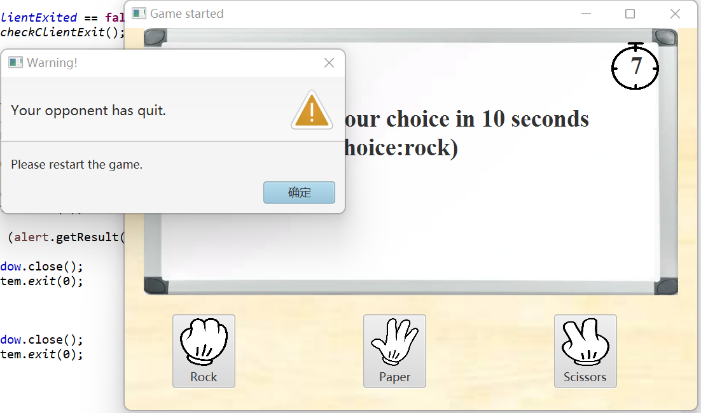 lientExited == fal
checkClientExit();
Game started
7
Warning!
Your opponent has quit.
Please restart the game.
确定
our choice in 10 seconds
hoice:rock)
(alert.getResult(
dow.close();
tem.exit(0);
dow.close();
tem.exit(0);
Rock
Paper
Scissors